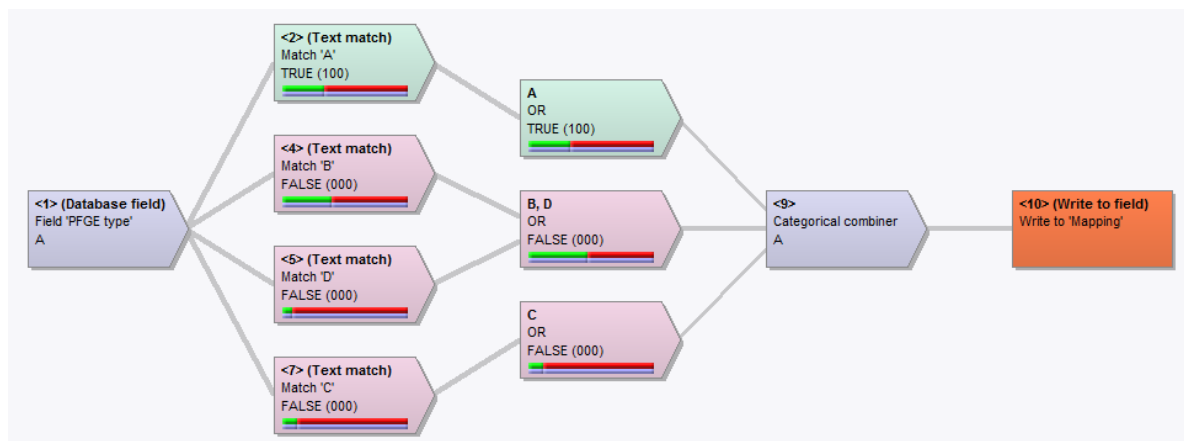 <1> (Database field)
Field 'PFGE type'
A
<2> (Text match)
Match 'A'
TRUE (100)
<4> (Text match)
Match 'B'
FALSE (000)
<5> (Text match)
Match 'D'
FALSE (000)
<7> (Text match)
Match 'C'
FALSE (000)
A
OR
TRUE (100)
B, D
OR
FALSE (000)
C
OR
FALSE (000)
<9>
Categorical combiner
A
<10> (Write to field)
Write to 'Mapping'